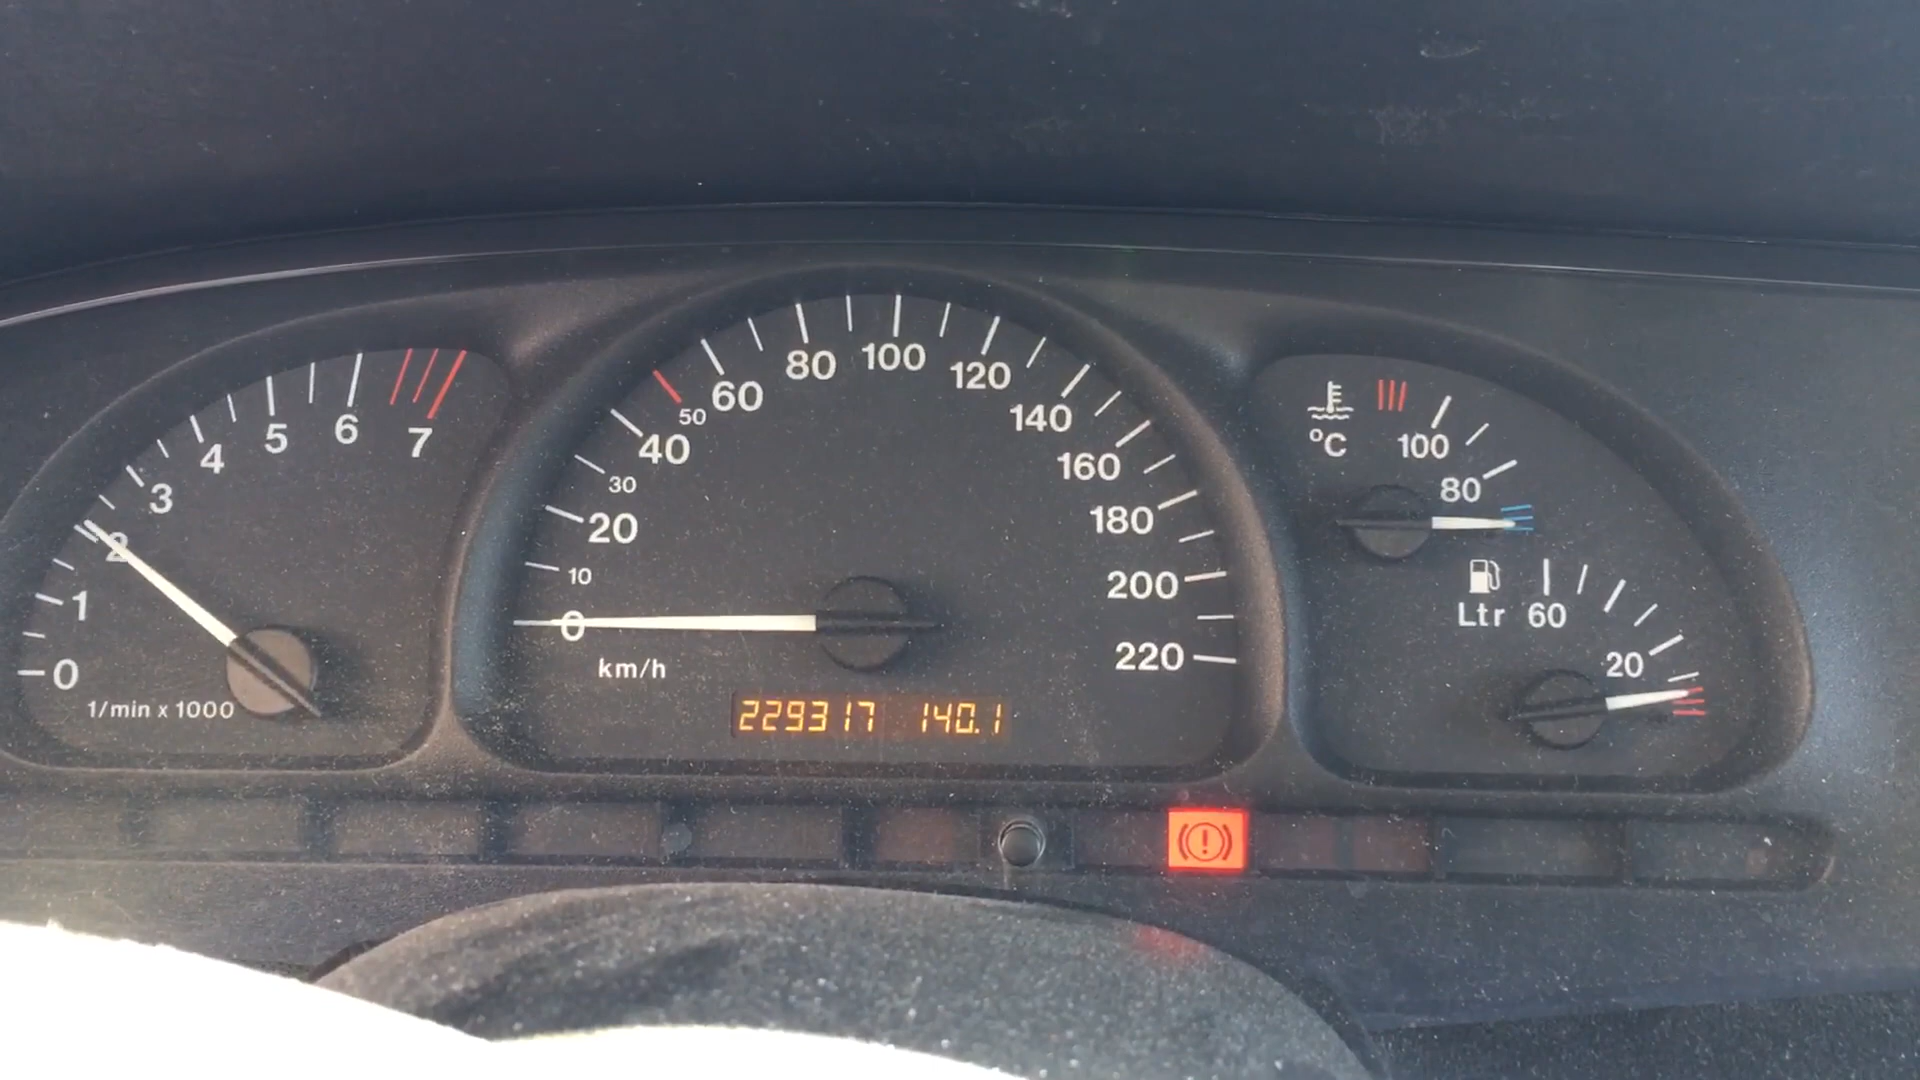 0 1 2 3 4 5 6 7
1/min x 1000
0 10 20 30 40 50 60 80 100 120 140 160 180 200 220
km/h
229317 140.1
°C 100
80
Ltr 60
20